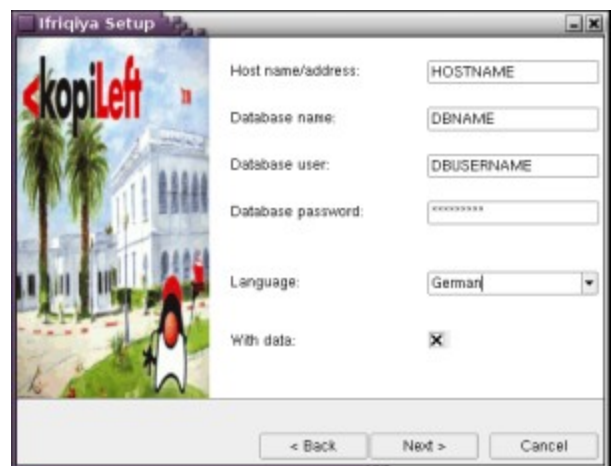 Ifriqiya Setup
<kopiLeft
Host name/address: HOSTNAME
Database name: DBNAME
Database user: DBUSERNAME
Database password: *********
Language: German
With data:
< Back Next > Cancel